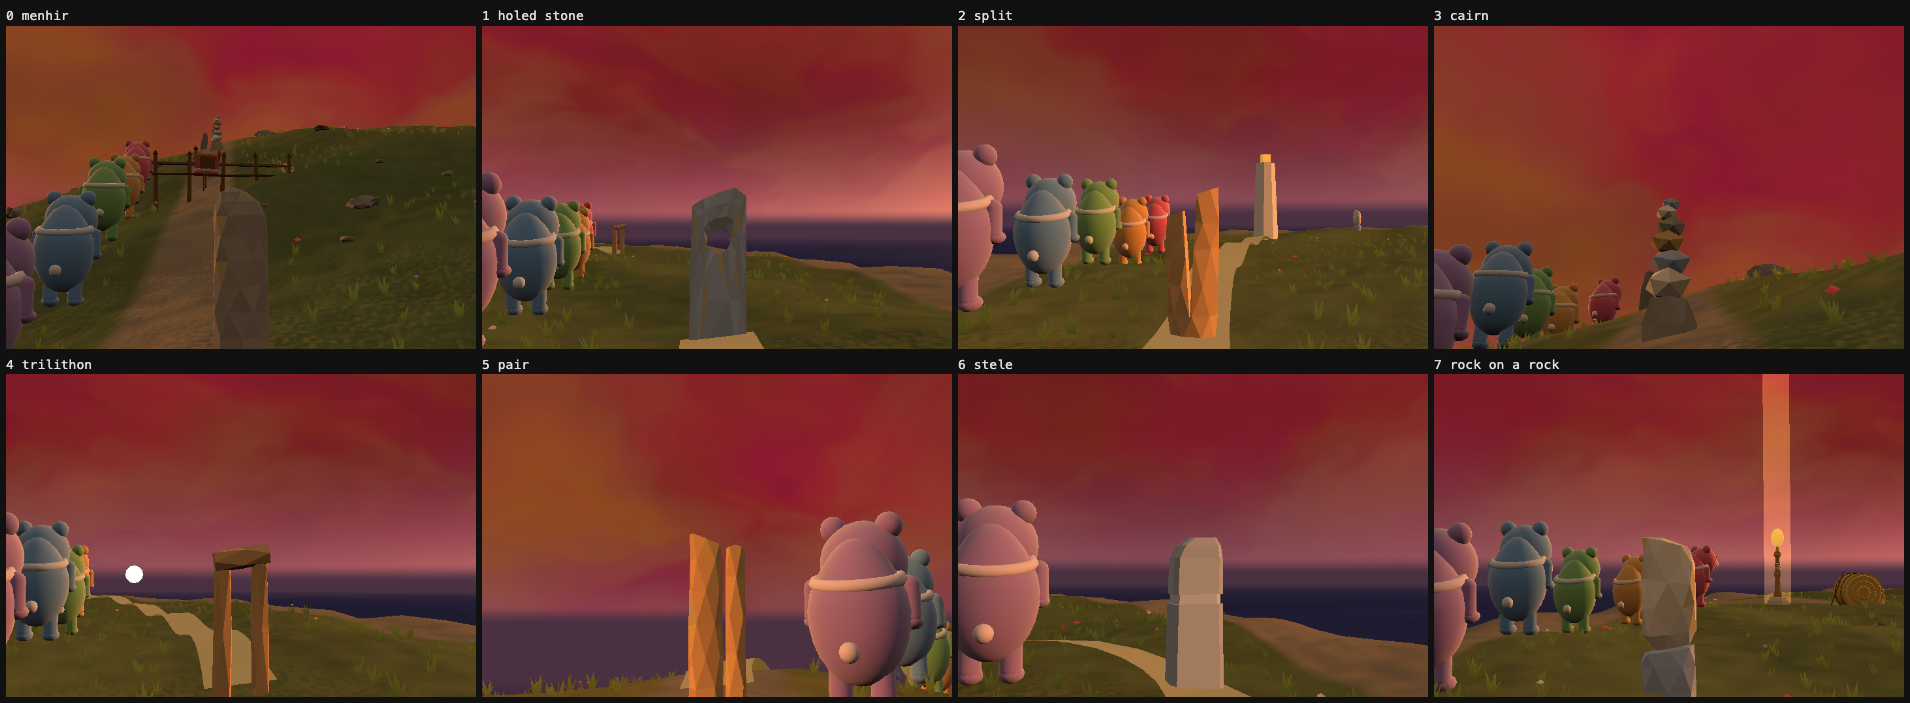 0 menhir
1 holed stone
2 split
3 cairn
4 trilithon
5 pair
6 stele
7 rock on a rock